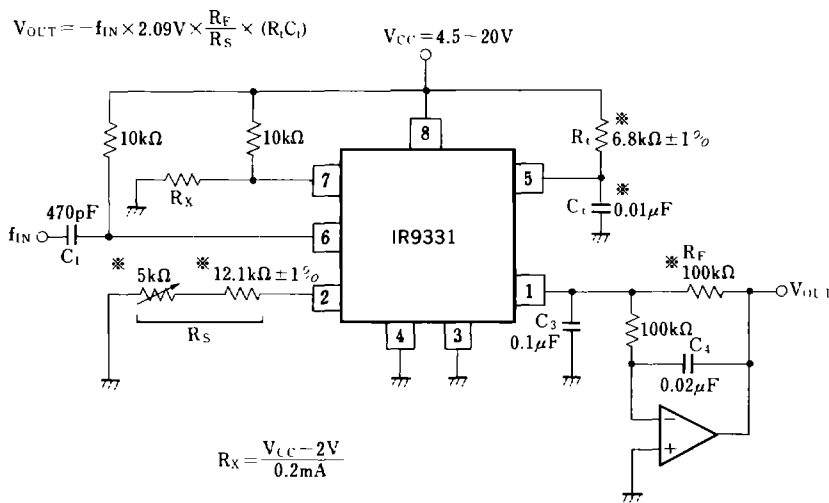 V_OUT = −f_IN × 2.09V × R_F/R_S × (R_tC_t)
V_CC = 4.5～20V
10kΩ
10kΩ
8
※
R_t
6.8kΩ±1%
7
5
R_X
※
C_t
0.01μF
470pF
f_IN
C_1
6
IR9331
※
5kΩ
※
12.1kΩ±1%
2
R_S
1
※
R_F
100kΩ
V_OUT
C_3
0.1μF
100kΩ
C_4
0.02μF
4
3
−
+
R_X = V_CC−2V/0.2mA